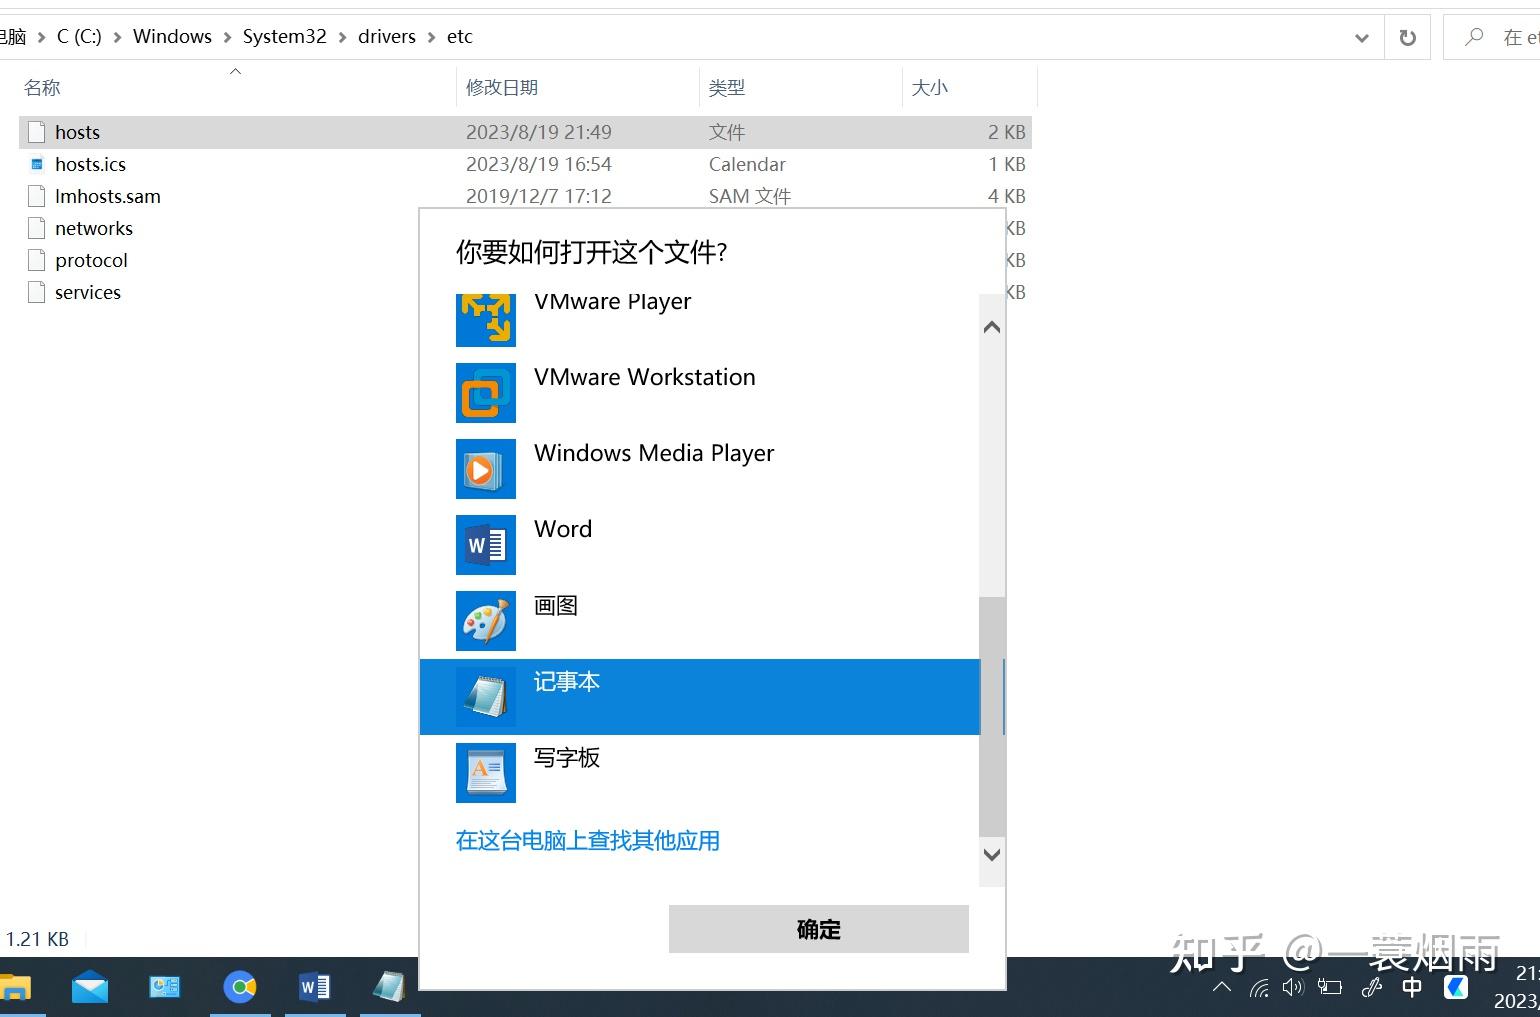 电脑 > C (C:) > Windows > System32 > drivers > etc
在 et
名称 修改日期 类型 大小
hosts 2023/8/19 21:49 文件 2 KB
hosts.ics 2023/8/19 16:54 Calendar 1 KB
lmhosts.sam 2019/12/7 17:12 SAM 文件 4 KB
networks KB
protocol KB
services KB
你要如何打开这个文件?
VMware Player
VMware Workstation
Windows Media Player
Word
画图
记事本
写字板
在这台电脑上查找其他应用
确定
1.21 KB
知乎 @一蓑烟雨
中
21:
2023/